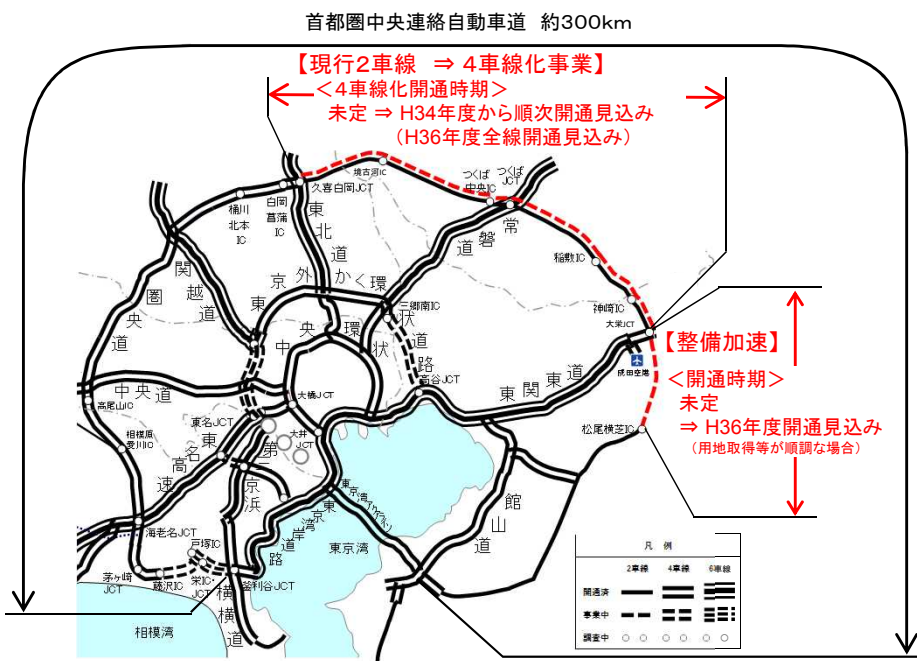 首都圏中央連絡自動車道 約300km
【現行2車線 ⇒ 4車線化事業】
＜4車線化開通時期＞
未定 ⇒ H34年度から順次開通見込み
（H36年度全線開通見込み）
境古河IC
久喜白岡JCT
つくば中央IC
つくばJCT
白岡菖蒲IC
桶川北本IC
東北道
常磐道
稲敷IC
関越道
東京外かく環状道路
圏央道
三郷南IC
神崎IC
大栄JCT
中央環状
【整備加速】
成田空港
＜開通時期＞
未定
⇒ H36年度開通見込み
（用地取得等が順調な場合）
中央道
高尾山IC
大橋JCT
高谷JCT
東関東道
松尾横芝IC
東名JCT
大井JCT
相模原愛川IC
東名高速
第三京浜
東京湾アクアライン
館山道
東京湾岸道路
東京湾
海老名JCT
戸塚IC
茅ヶ崎JCT
藤沢IC
栄IC・JCT
釜利谷JCT
横横道
相模湾
凡 例
2車線 4車線 6車線
開通済
事業中
調査中